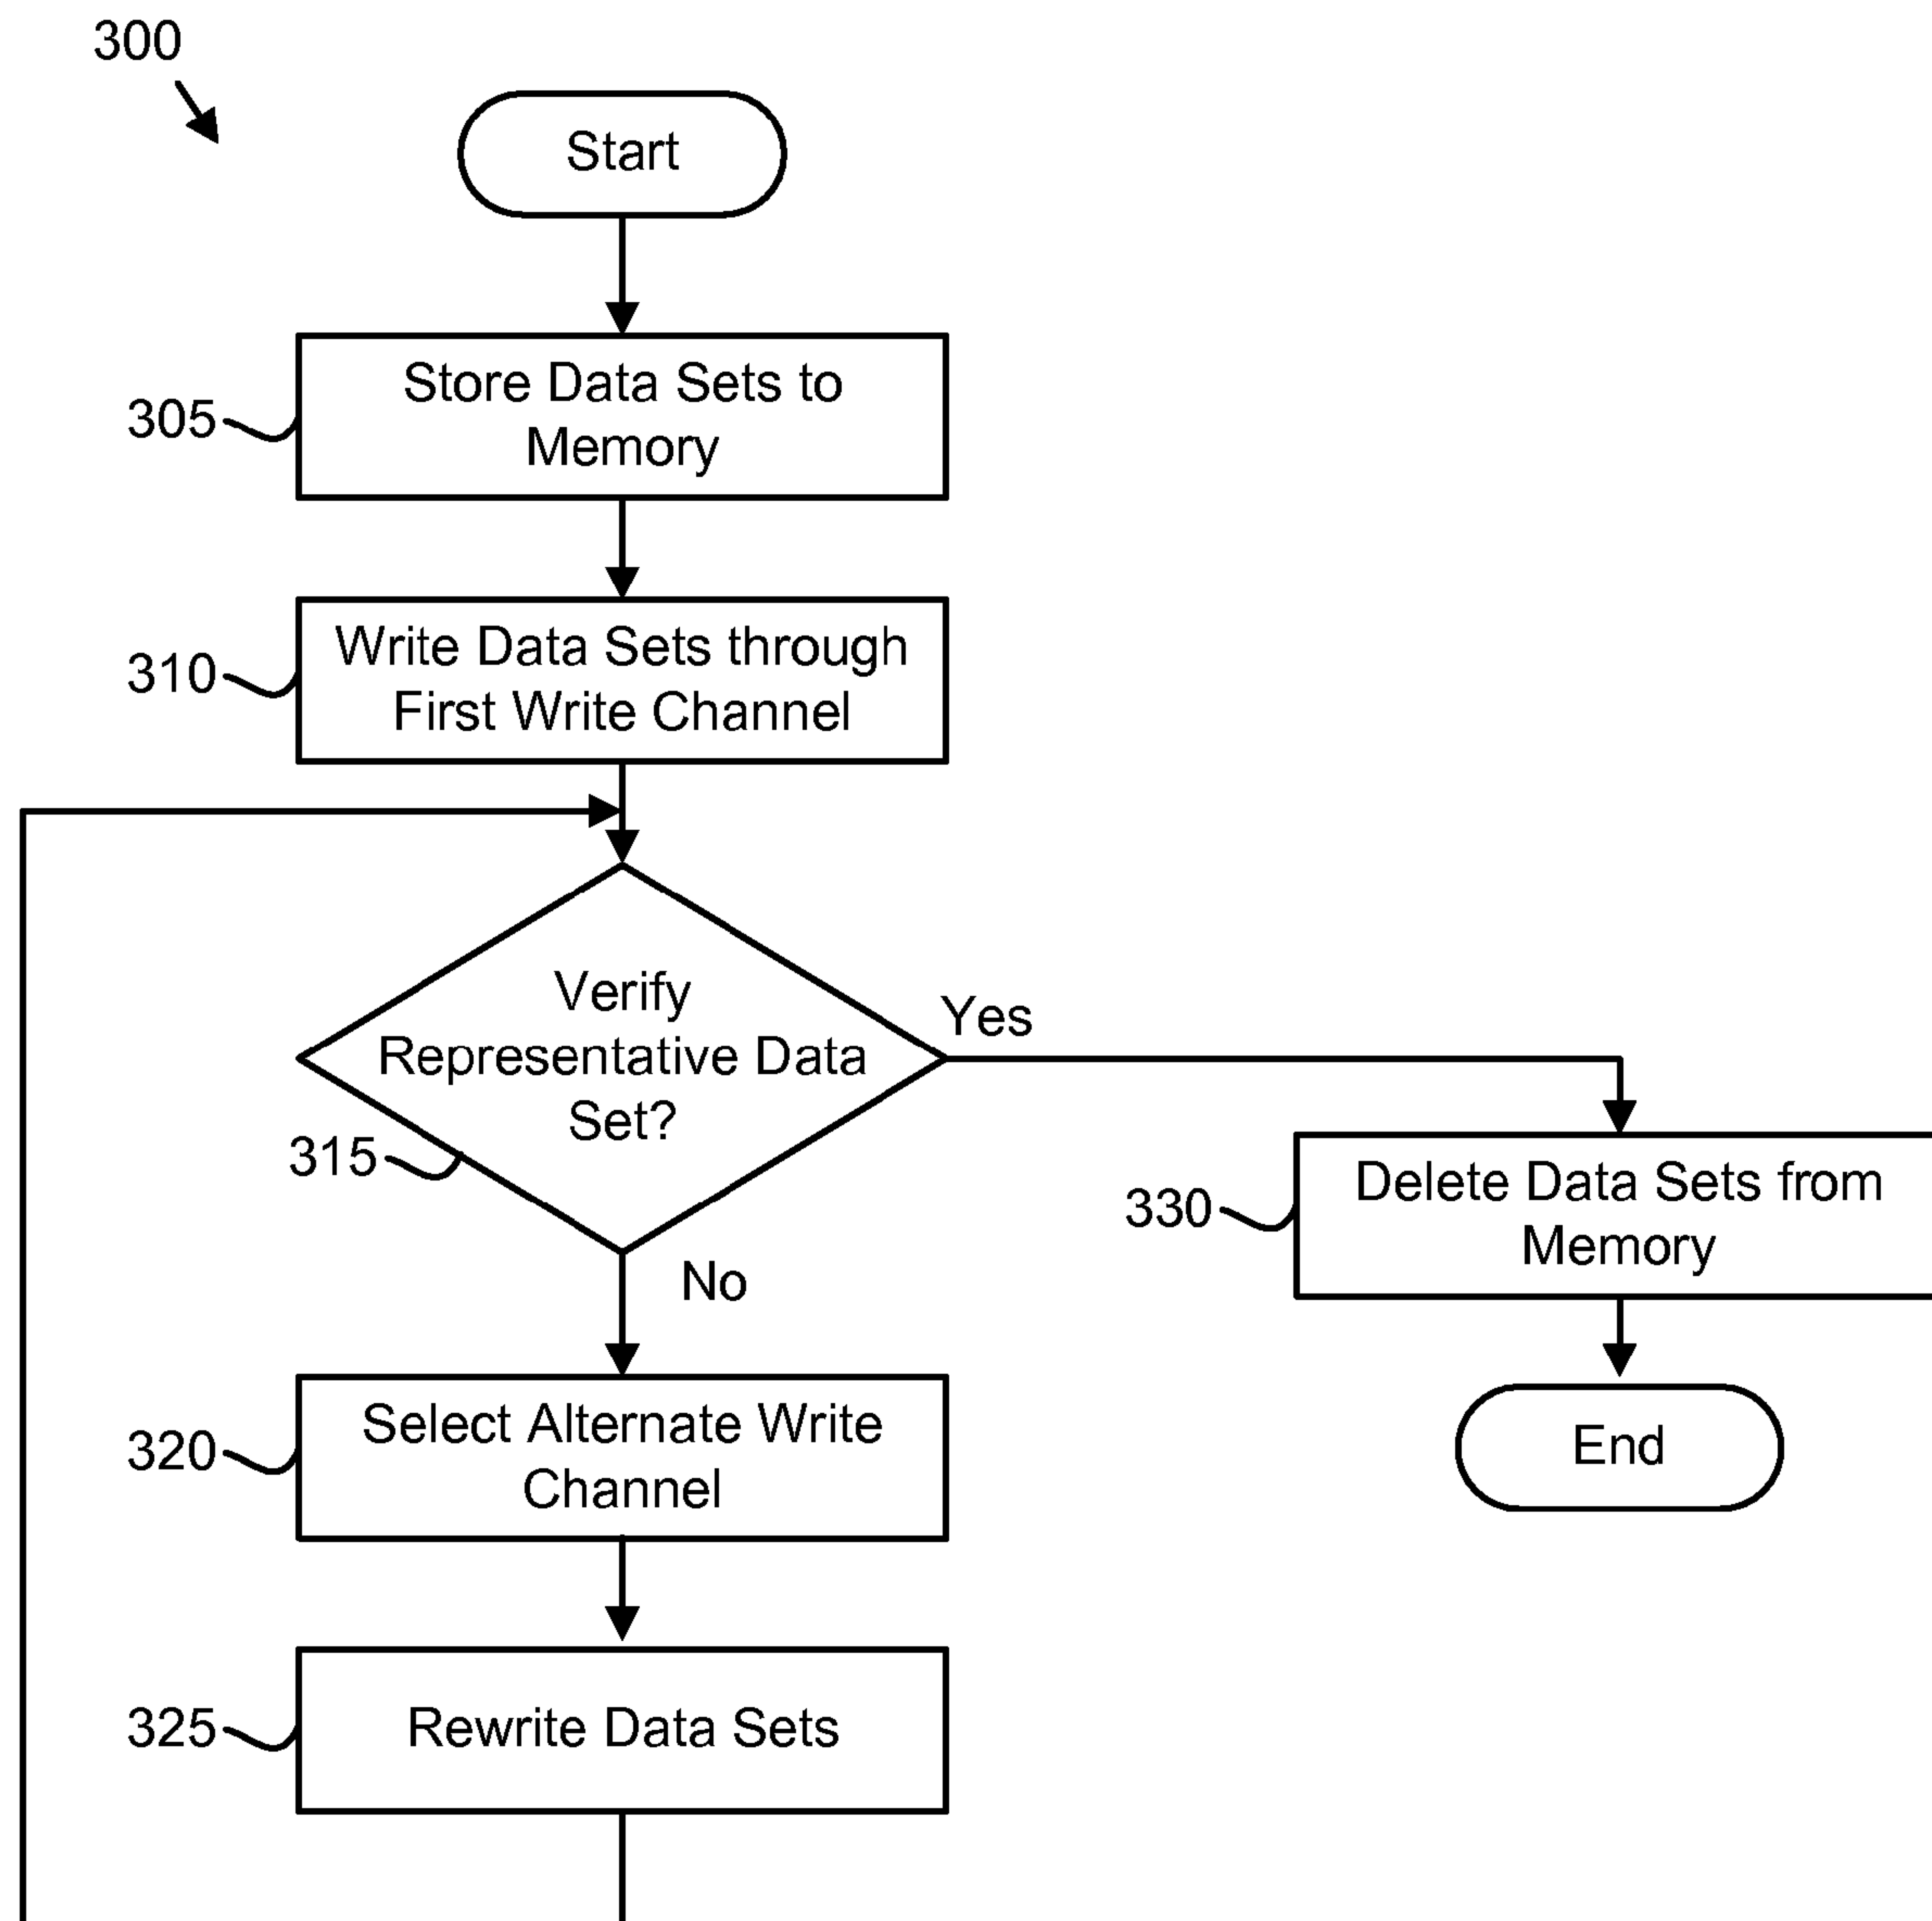 300
Start
305
Store Data Sets to
Memory
310
Write Data Sets through
First Write Channel
Verify
Representative Data
Set?
315
Yes
No
330
Delete Data Sets from
Memory
320
Select Alternate Write
Channel
End
325
Rewrite Data Sets